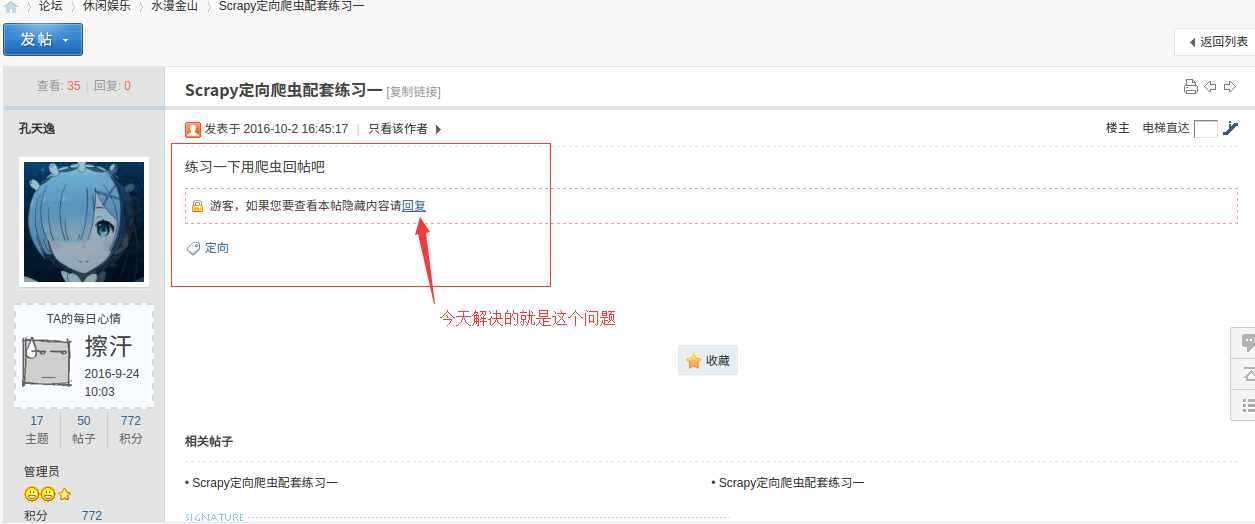 论坛 〉 休闲娱乐 〉 水漫金山 〉 Scrapy定向爬虫配套练习一
发帖
返回列表
查看: 35 | 回复: 0
Scrapy定向爬虫配套练习一 [复制链接]
孔天逸
发表于 2016-10-2 16:45:17 | 只看该作者
楼主 电梯直达
练习一下用爬虫回帖吧
游客，如果您要查看本帖隐藏内容请回复
定向
今天解决的就是这个问题
TA的每日心情
擦汗
2016-9-24
10:03
收藏
17 50 772
主题 帖子 积分
相关帖子
管理员
• Scrapy定向爬虫配套练习一 • Scrapy定向爬虫配套练习一
积分 772
SIGNATURE